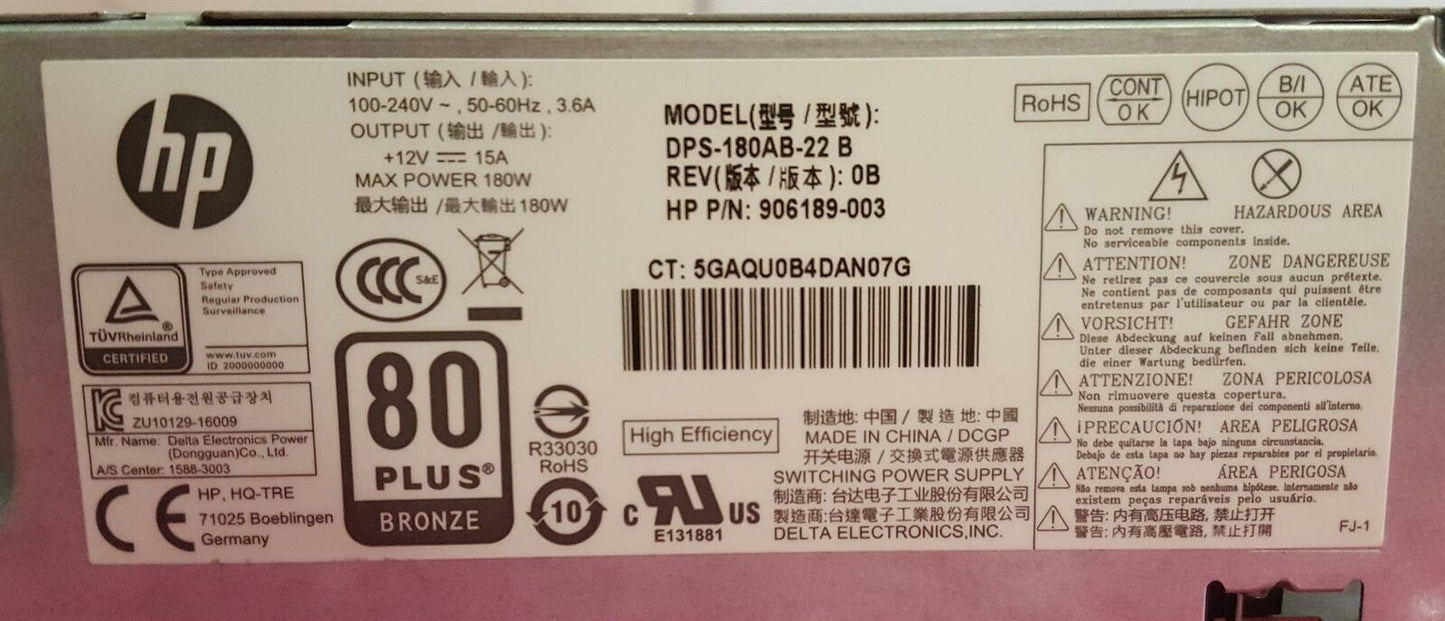 hp
INPUT (输入 / 輸入):
100-240V ~ , 50-60Hz , 3.6A
OUTPUT (输出 /輸出):
+12V ⎓ 15A
MAX POWER 180W
最大输出 /最大輸出180W
MODEL(型号 / 型號):
DPS-180AB-22 B
REV(版本 / 版本 ): 0B
HP P/N: 906189-003
CT: 5GAQU0B4DAN07G
RoHS
CONT
OK
HIPOT
B/I
OK
ATE
OK
Type Approved
Safety
Regular Production
Surveillance
TÜVRheinland®
CERTIFIED
www.tuv.com
ID 2000000000
CCC S&E
컴퓨터용전원공급장치
ZU10129-16009
Mfr. Name: Delta Electronics Power
(Dongguan)Co., Ltd.
A/S Center: 1588-3003
CE
HP, HQ-TRE
71025 Boeblingen
Germany
80
PLUS®
BRONZE
R33030
RoHS
10
High Efficiency
c RU US
E131881
制造地: 中国 / 製 造 地: 中國
MADE IN CHINA / DCGP
开关电源 / 交換式電源供應器
SWITCHING POWER SUPPLY
制造商: 台达电子工业股份有限公司
製造商:台達電子工業股份有限公司
DELTA ELECTRONICS,INC.
WARNING! HAZARDOUS AREA
Do not remove this cover.
No serviceable components inside.
ATTENTION! ZONE DANGEREUSE
Ne retirez pas ce couvercle sous aucun prétexte.
Ne contient pas de composants qui puissent être
entretenus par l'utilisateur ou par la clientèle.
VORSICHT! GEFAHR ZONE
Diese Abdeckung auf keinen Fall abnehmen.
Unter dieser Abdeckung befinden sich keine Teile,
die einer Wartung bedürfen.
ATTENZIONE! ZONA PERICOLOSA
Non rimuovere questa copertura.
Nessuna possibilità di reparazione dei componenti all'interno.
¡PRECAUCIÓN! AREA PELIGROSA
No debe quitarse la tapa bajo ninguna circunstancia.
Debajo de esta tapa no hay piezas reparables por el propietario.
ATENÇÃO! ÁREA PERIGOSA
Não remova esta tampa sob nenhuma hipótese. Internamente não
existem peças reparáveis pelo usuário.
警告: 内有高压电路, 禁止打开
警告: 內有高壓電路, 禁止打開
FJ-1